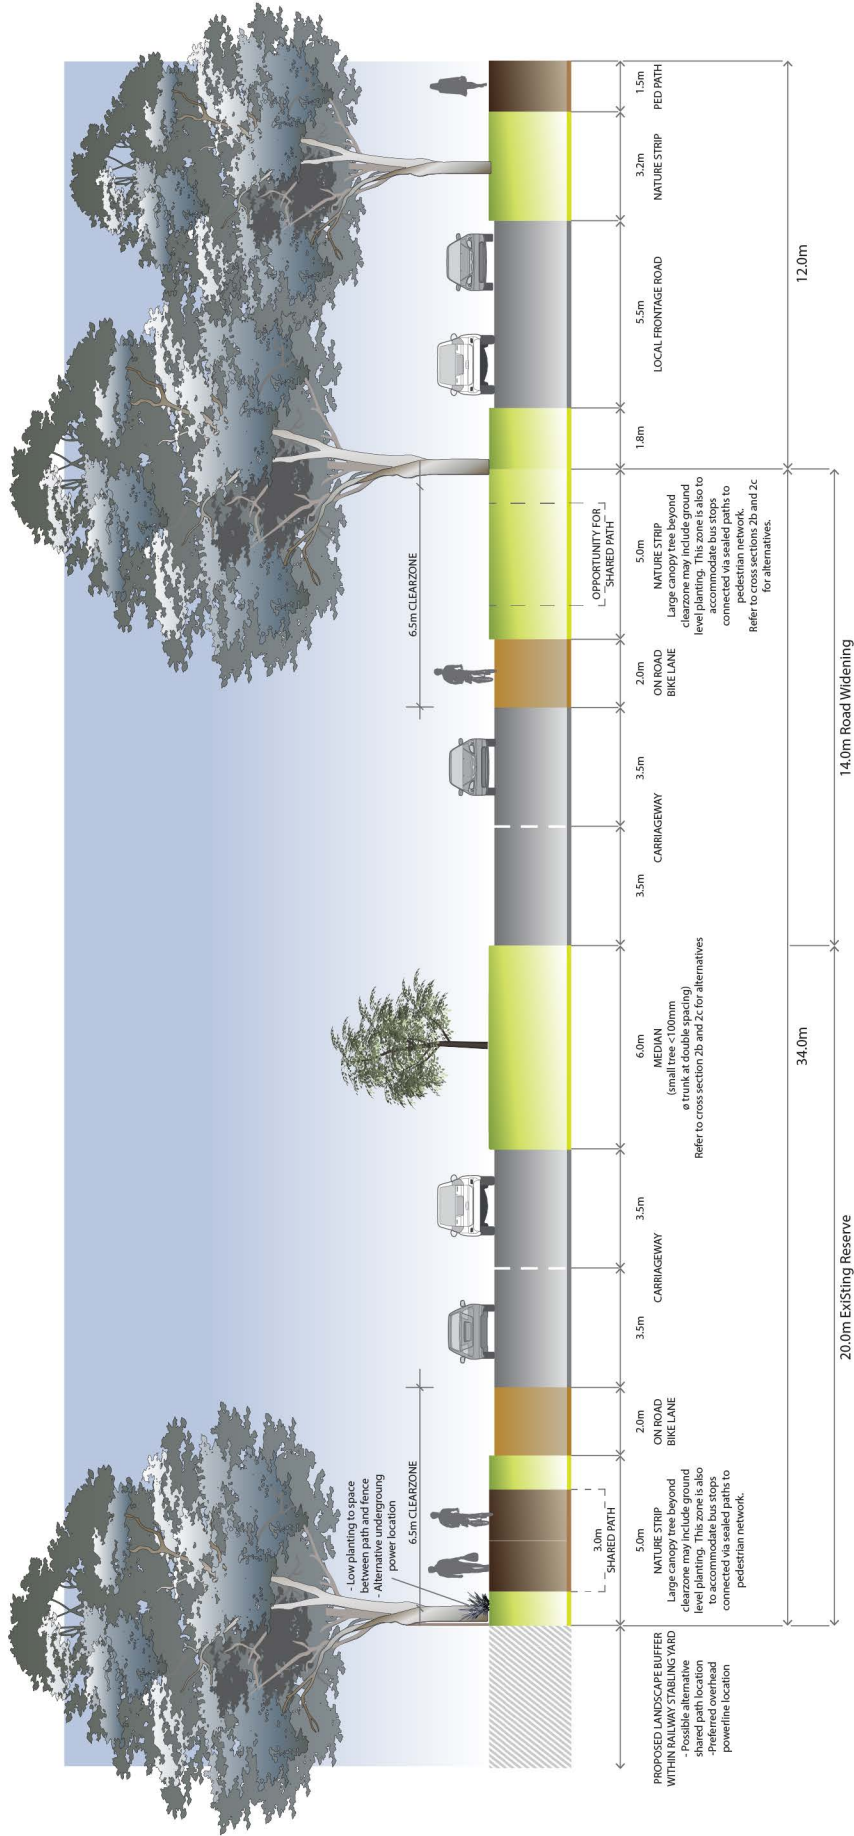 - Low planting to space
between path and fence
- Alternative underground
power location
6.5m CLEARZONE
6.5m CLEARZONE
3.0m
SHARED PATH
OPPORTUNITY FOR
SHARED PATH
PROPOSED LANDSCAPE BUFFER
WITHIN RAILWAY STABLING YARD
- Possible alternative
shared path location
-Preferred overhead
powerline location
5.0m
NATURE STRIP
Large canopy tree beyond
clearzone may include ground
level planting. This zone is also
to accommodate bus stops
connected via sealed paths to
pedestrian network.
2.0m
ON ROAD
BIKE LANE
3.5m
CARRIAGEWAY
3.5m
6.0m
MEDIAN
(small tree <100mm
ø trunk at double spacing)
Refer to cross section 2b and 2c for alternatives
3.5m
CARRIAGEWAY
3.5m
2.0m
ON ROAD
BIKE LANE
5.0m
NATURE STRIP
Large canopy tree beyond
clearzone may include ground
level planting. This zone is also to
accommodate bus stops
connected via sealed paths to
pedestrian network.
Refer to cross sections 2b and 2c
for alternatives.
1.8m
5.5m
LOCAL FRONTAGE ROAD
3.2m
NATURE STRIP
1.5m
PED PATH
34.0m
12.0m
20.0m ExiSting Reserve
14.0m Road Widening